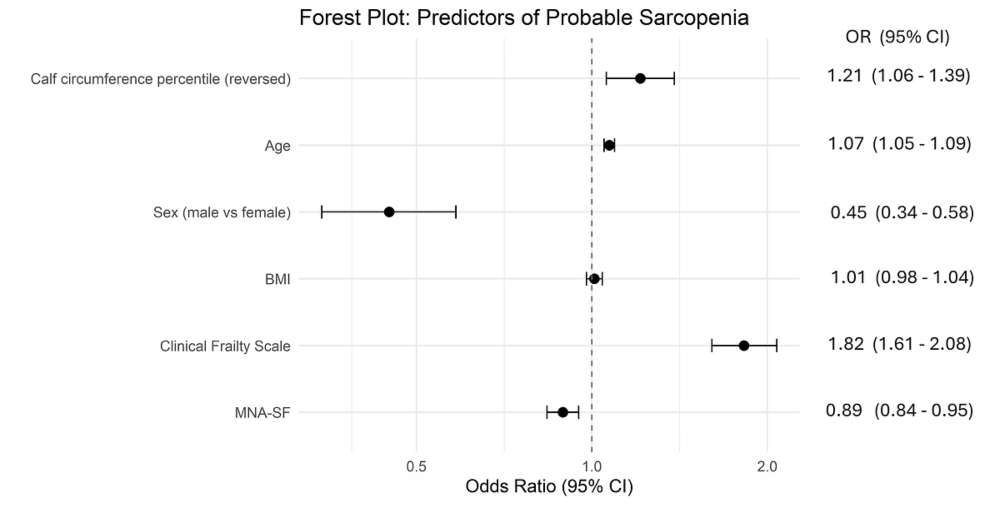 Forest Plot: Predictors of Probable Sarcopenia
OR (95% CI)
Calf circumference percentile (reversed) 1.21 (1.06 - 1.39)
Age 1.07 (1.05 - 1.09)
Sex (male vs female) 0.45 (0.34 - 0.58)
BMI 1.01 (0.98 - 1.04)
Clinical Frailty Scale 1.82 (1.61 - 2.08)
MNA-SF 0.89 (0.84 - 0.95)
0.5 1.0 2.0
Odds Ratio (95% CI)